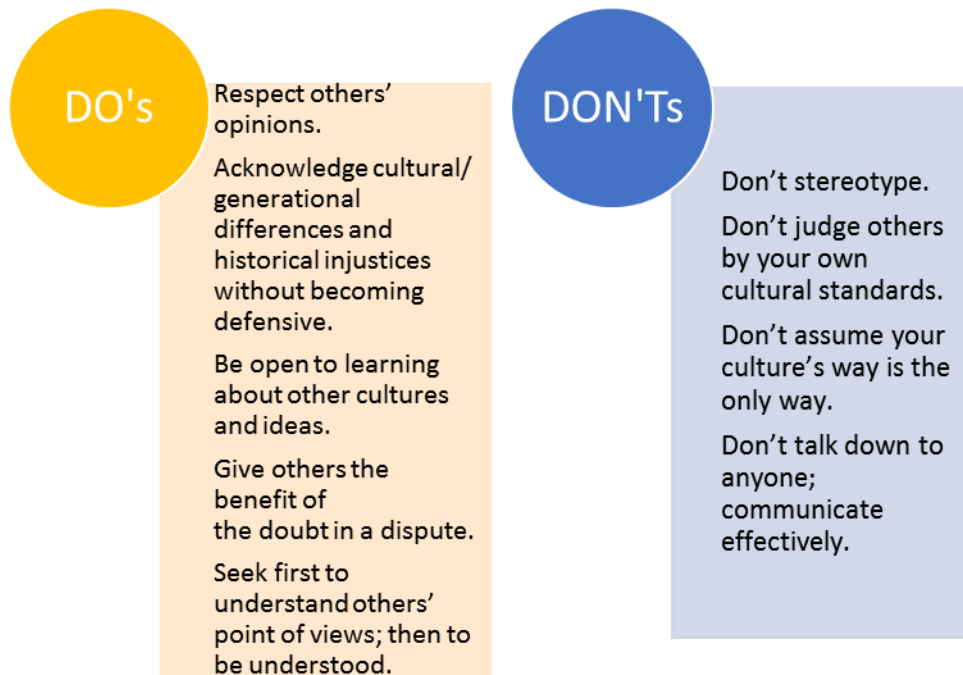 DO's
Respect others’
opinions.
Acknowledge cultural/
generational
differences and
historical injustices
without becoming
defensive.
Be open to learning
about other cultures
and ideas.
Give others the
benefit of
the doubt in a dispute.
Seek first to
understand others’
point of views; then to
be understood.
DON'Ts
Don’t stereotype.
Don’t judge others
by your own
cultural standards.
Don’t assume your
culture’s way is the
only way.
Don’t talk down to
anyone;
communicate
effectively.